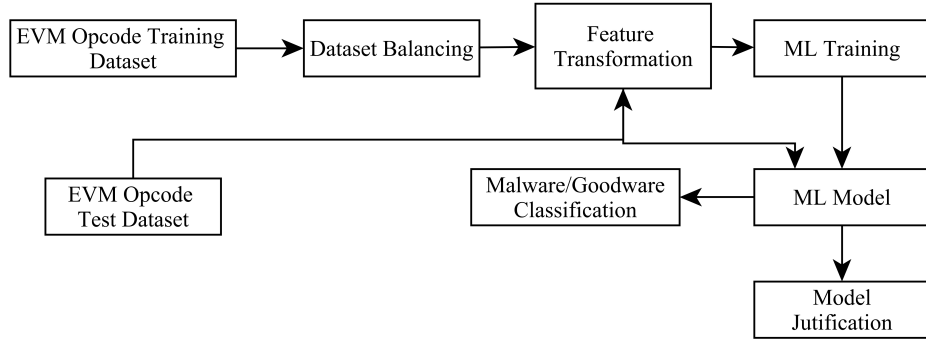 EVM Opcode Training
Dataset
Dataset Balancing
Feature
Transformation
ML Training
EVM Opcode
Test Dataset
Malware/Goodware
Classification
ML Model
Model
Jutification